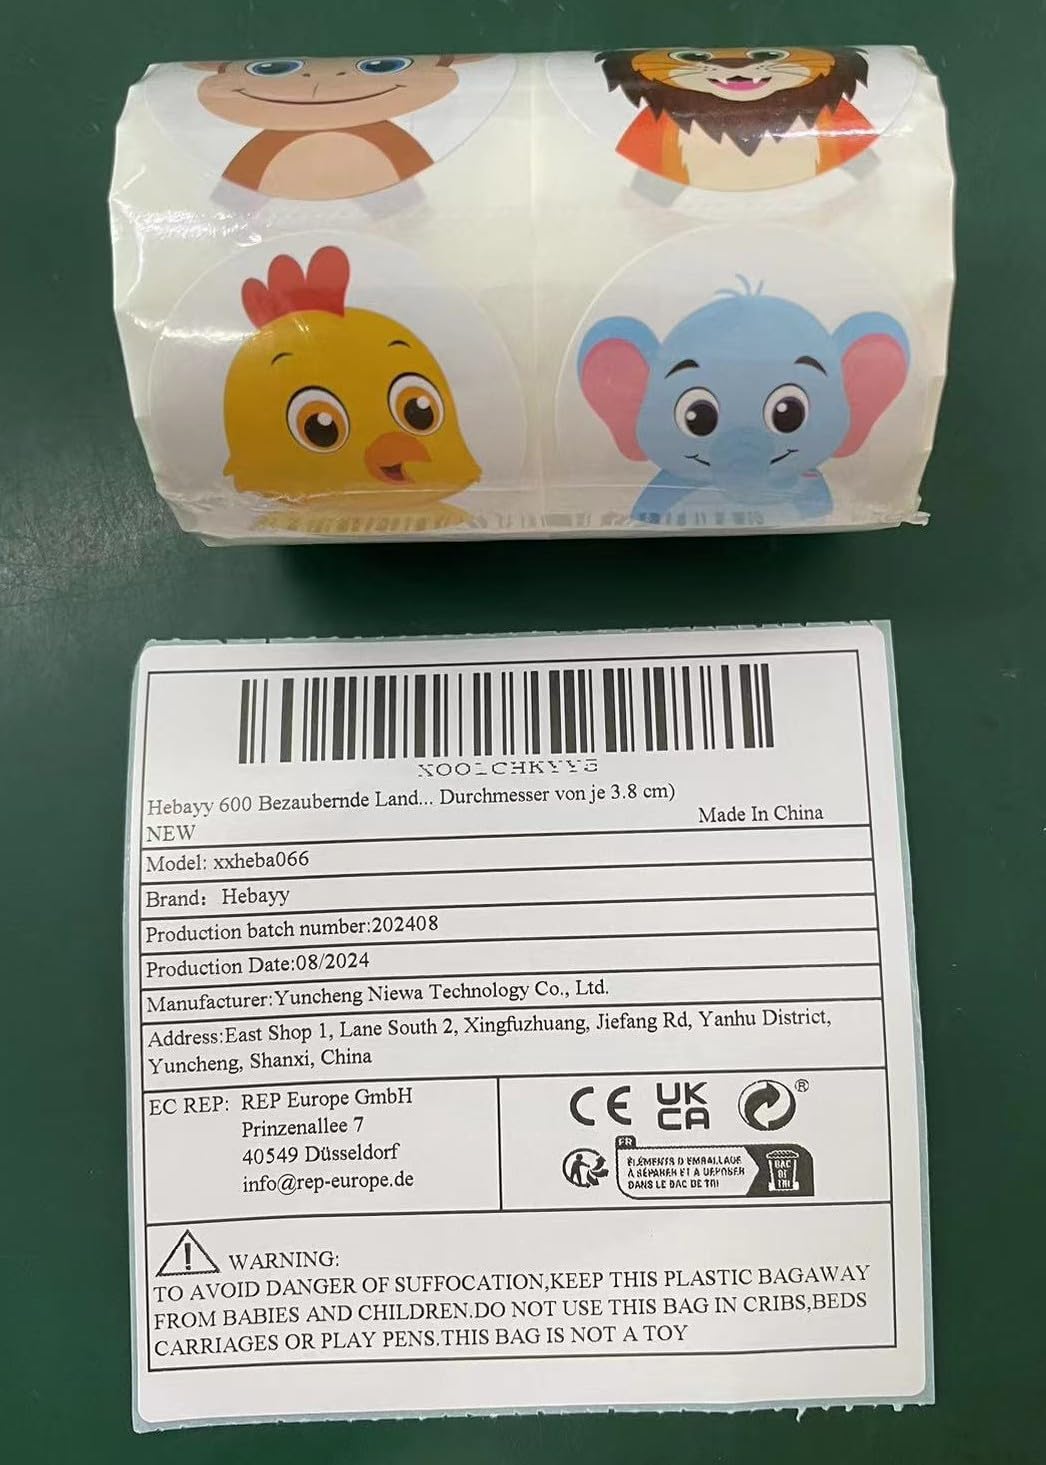 Hebayy 600 Bezaubernde Land... Durchmesser von je 3.8 cm)
NEW
Made In China
Model: xxheba066
Brand: Hebayy
Production batch number:202408
Production Date:08/2024
Manufacturer:Yuncheng Niewa Technology Co., Ltd.
Address:East Shop 1, Lane South 2, Xingfuzhuang, Jiefang Rd, Yanhu District,
Yuncheng, Shanxi, China
EC REP: REP Europe GmbH
Prinzenallee 7
40549 Düsseldorf
info@rep-europe.de
CE
UK
CA
®
FR
ÉLÉMENTS D'EMBALLAGE
À SÉPARER ET À DÉPOSER
DANS LE BAC DE TRI
BAC
DE
TRI
WARNING:
TO AVOID DANGER OF SUFFOCATION,KEEP THIS PLASTIC BAGAWAY
FROM BABIES AND CHILDREN.DO NOT USE THIS BAG IN CRIBS,BEDS
CARRIAGES OR PLAY PENS.THIS BAG IS NOT A TOY